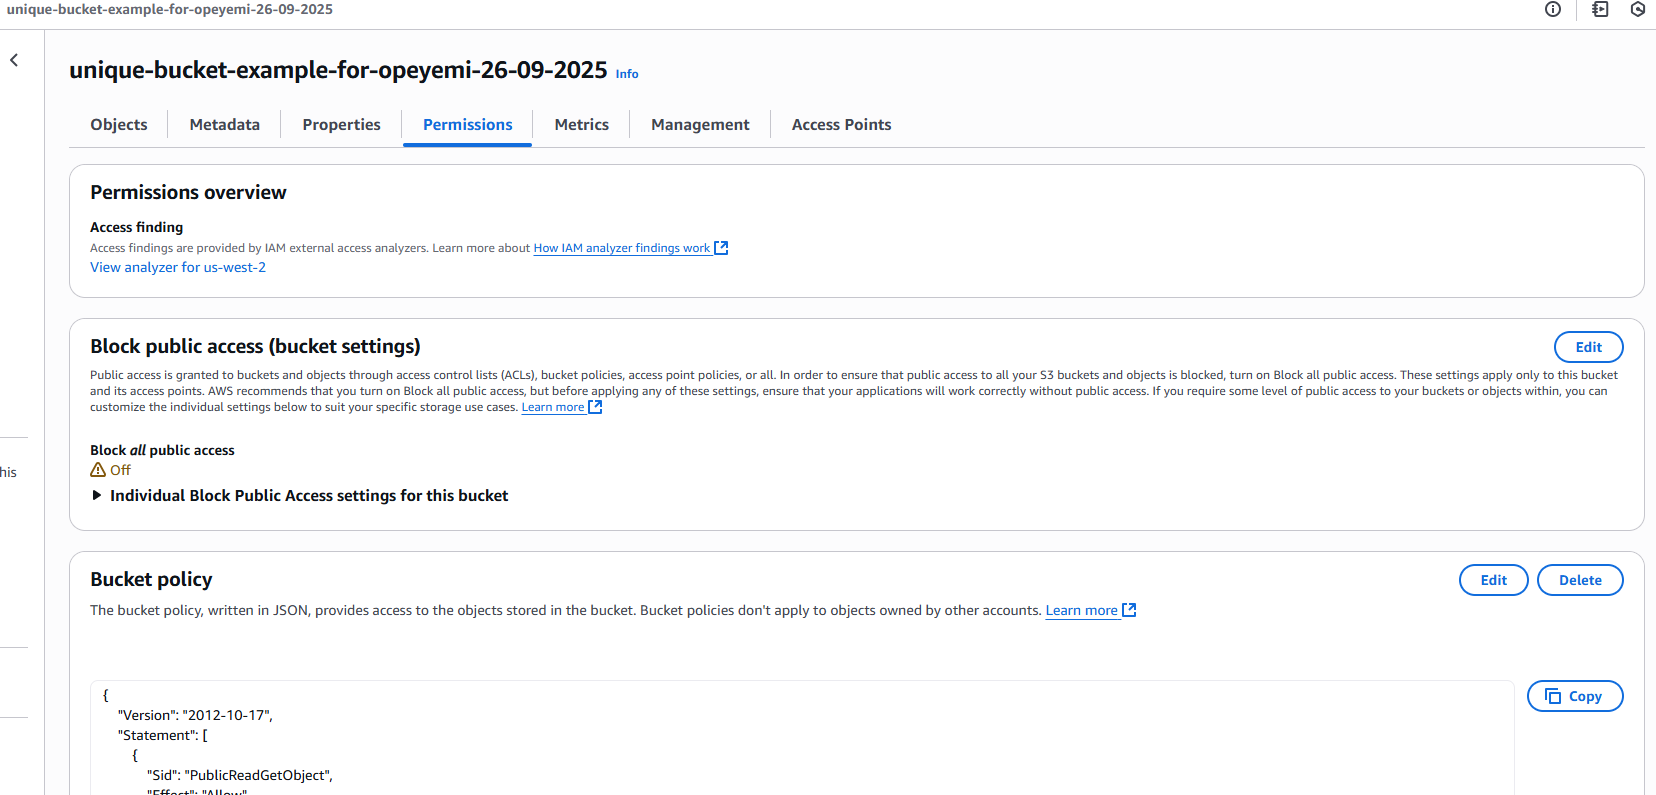 unique-bucket-example-for-opeyemi-26-09-2025
unique-bucket-example-for-opeyemi-26-09-2025 Info
Objects Metadata Properties Permissions Metrics Management Access Points
Permissions overview
Access finding
Access findings are provided by IAM external access analyzers. Learn more about How IAM analyzer findings work
View analyzer for us-west-2
Block public access (bucket settings)
Edit
Public access is granted to buckets and objects through access control lists (ACLs), bucket policies, access point policies, or all. In order to ensure that public access to all your S3 buckets and objects is blocked, turn on Block all public access. These settings apply only to this bucket
and its access points. AWS recommends that you turn on Block all public access, but before applying any of these settings, ensure that your applications will work correctly without public access. If you require some level of public access to your buckets or objects within, you can
customize the individual settings below to suit your specific storage use cases. Learn more
Block all public access
Off
Individual Block Public Access settings for this bucket
his
Bucket policy
Edit Delete
The bucket policy, written in JSON, provides access to the objects stored in the bucket. Bucket policies don't apply to objects owned by other accounts. Learn more
Copy
{
"Version": "2012-10-17",
"Statement": [
{
"Sid": "PublicReadGetObject",
"Effect": "Allow"